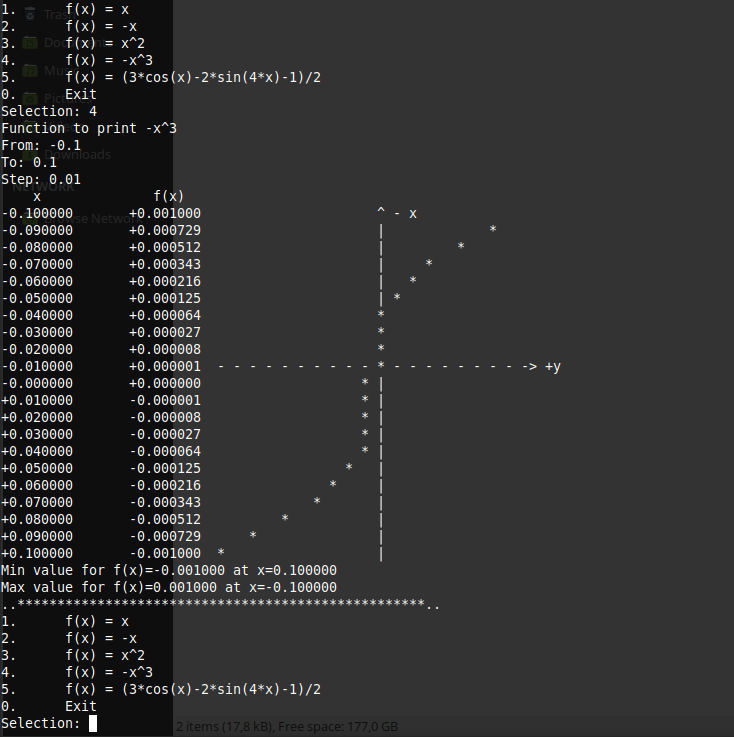 1.      f(x) = x
2.      f(x) = -x
3.      f(x) = x^2
4.      f(x) = -x^3
5.      f(x) = (3*cos(x)-2*sin(4*x)-1)/2
0.      Exit
Selection: 4
Function to print -x^3
From: -0.1
To: 0.1
Step: 0.01
    x              f(x)
-0.100000       +0.001000                      ^ - x
-0.090000       +0.000729                      |             *
-0.080000       +0.000512                      |         *
-0.070000       +0.000343                      |     *
-0.060000       +0.000216                      |   *
-0.050000       +0.000125                      | *
-0.040000       +0.000064                      *
-0.030000       +0.000027                      *
-0.020000       +0.000008                      *
-0.010000       +0.000001  - - - - - - - - - - * - - - - - - - - -> +y
-0.000000       +0.000000                    * |
+0.010000       -0.000001                    * |
+0.020000       -0.000008                    * |
+0.030000       -0.000027                    * |
+0.040000       -0.000064                    * |
+0.050000       -0.000125                  *   |
+0.060000       -0.000216                *     |
+0.070000       -0.000343              *       |
+0.080000       -0.000512          *           |
+0.090000       -0.000729      *               |
+0.100000       -0.001000  *                   |
Min value for f(x)=-0.001000 at x=0.100000
Max value for f(x)=0.001000 at x=-0.100000
..***************************************************..
1.      f(x) = x
2.      f(x) = -x
3.      f(x) = x^2
4.      f(x) = -x^3
5.      f(x) = (3*cos(x)-2*sin(4*x)-1)/2
0.      Exit
Selection:
Downloads
NETWORK
Browse Network
2 items (17,8 kB), Free space: 177,0 GB